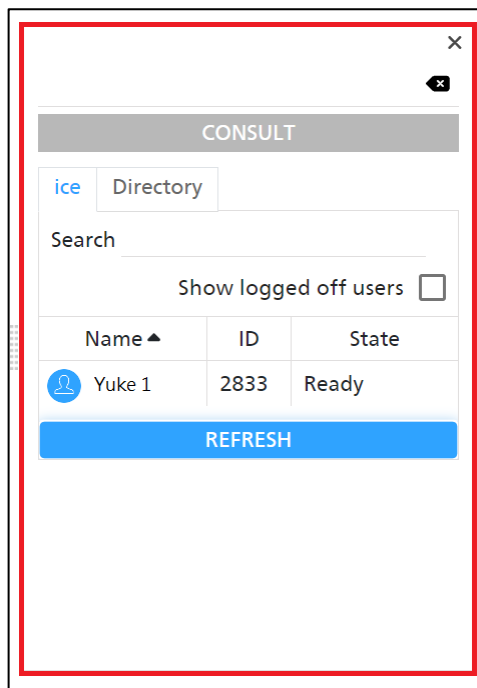 CONSULT
ice Directory
Search
Show logged off users
Name ID State
Yuke 1 2833 Ready
REFRESH